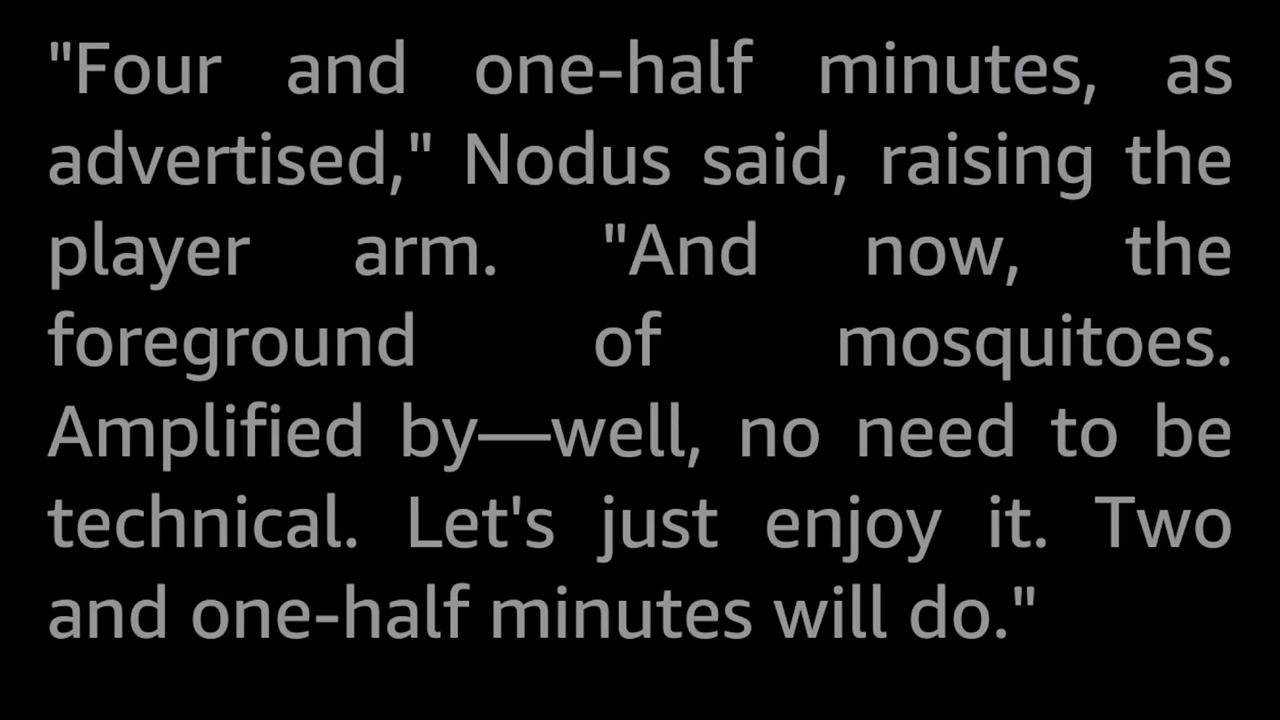 "Four and one-half minutes, as
advertised," Nodus said, raising the
player arm. "And now, the
foreground of mosquitoes.
Amplified by—well, no need to be
technical. Let's just enjoy it. Two
and one-half minutes will do."